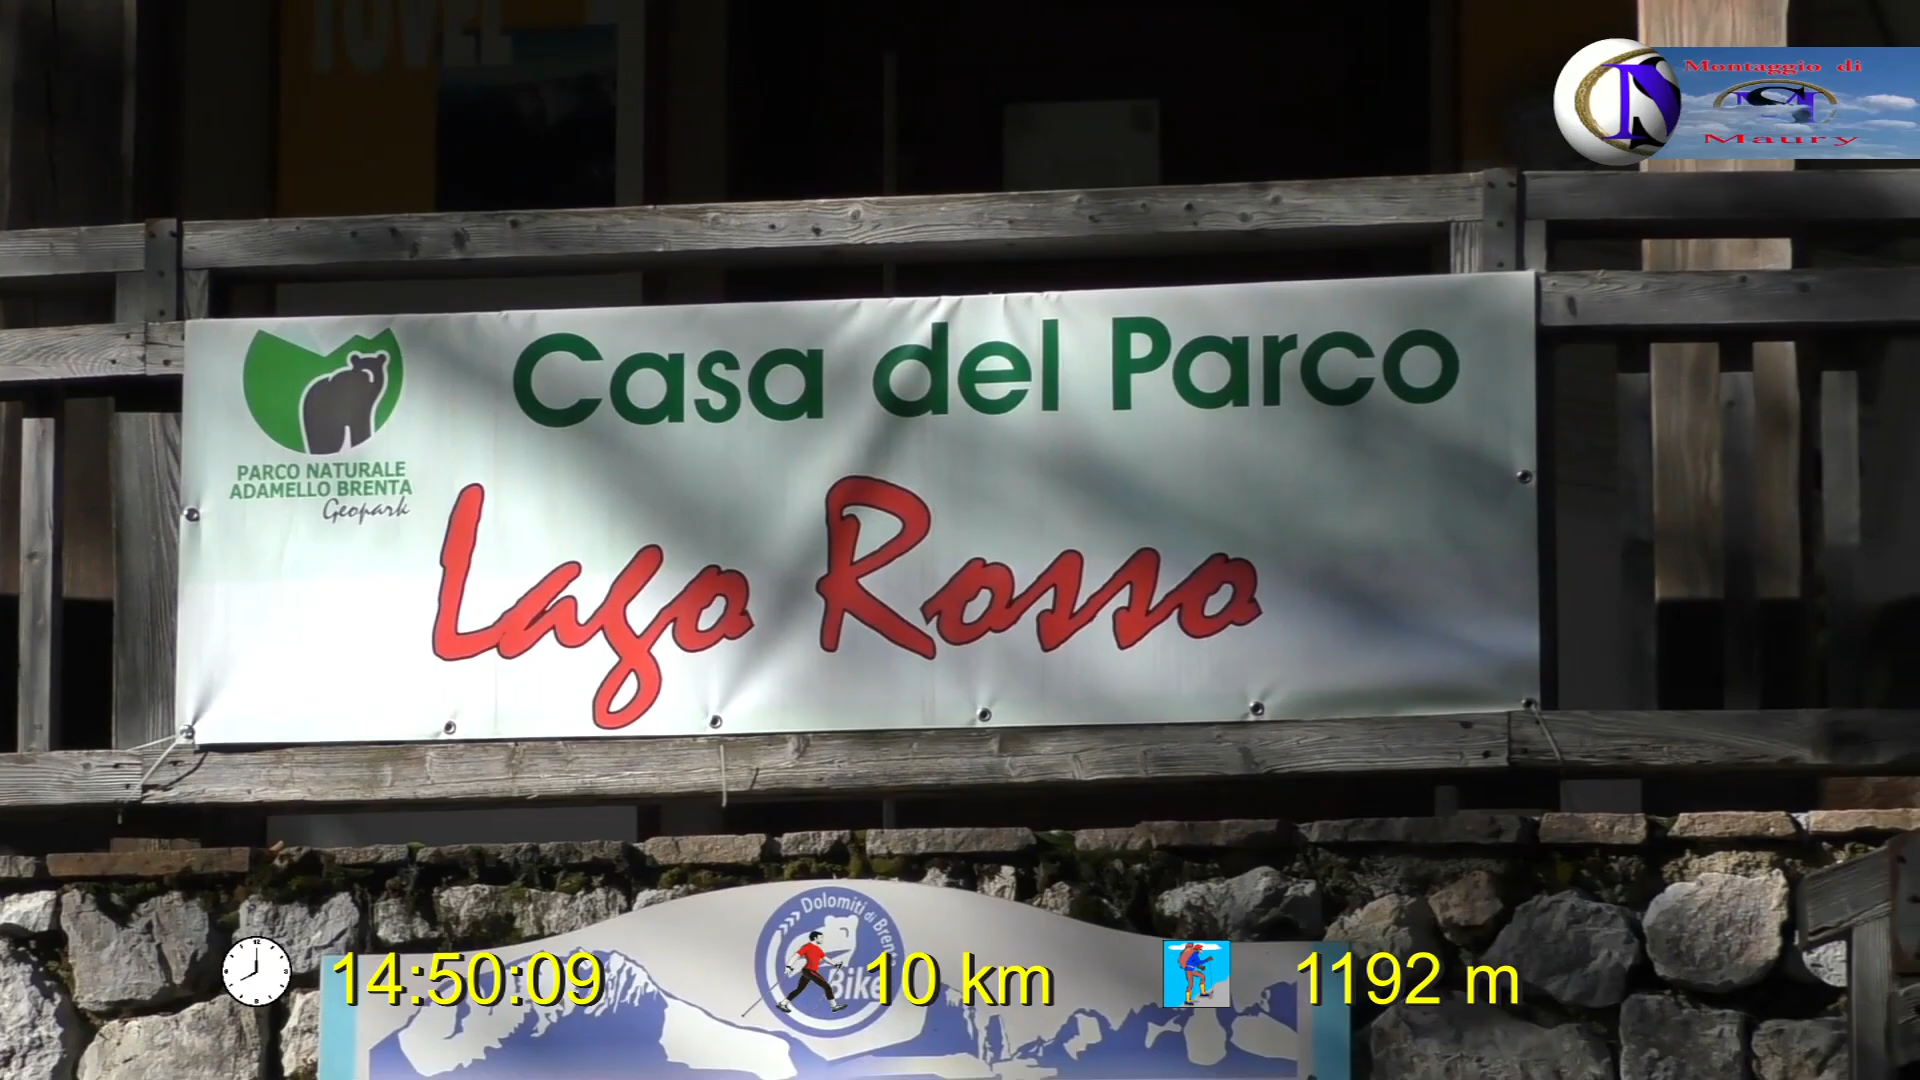 TOVEL
Montaggio di
Maury
Casa del Parco
PARCO NATURALE
ADAMELLO BRENTA
Geopark
Lago Rosso
Dolomiti di Brenta
Bike
14:50:09
10 km
1192 m